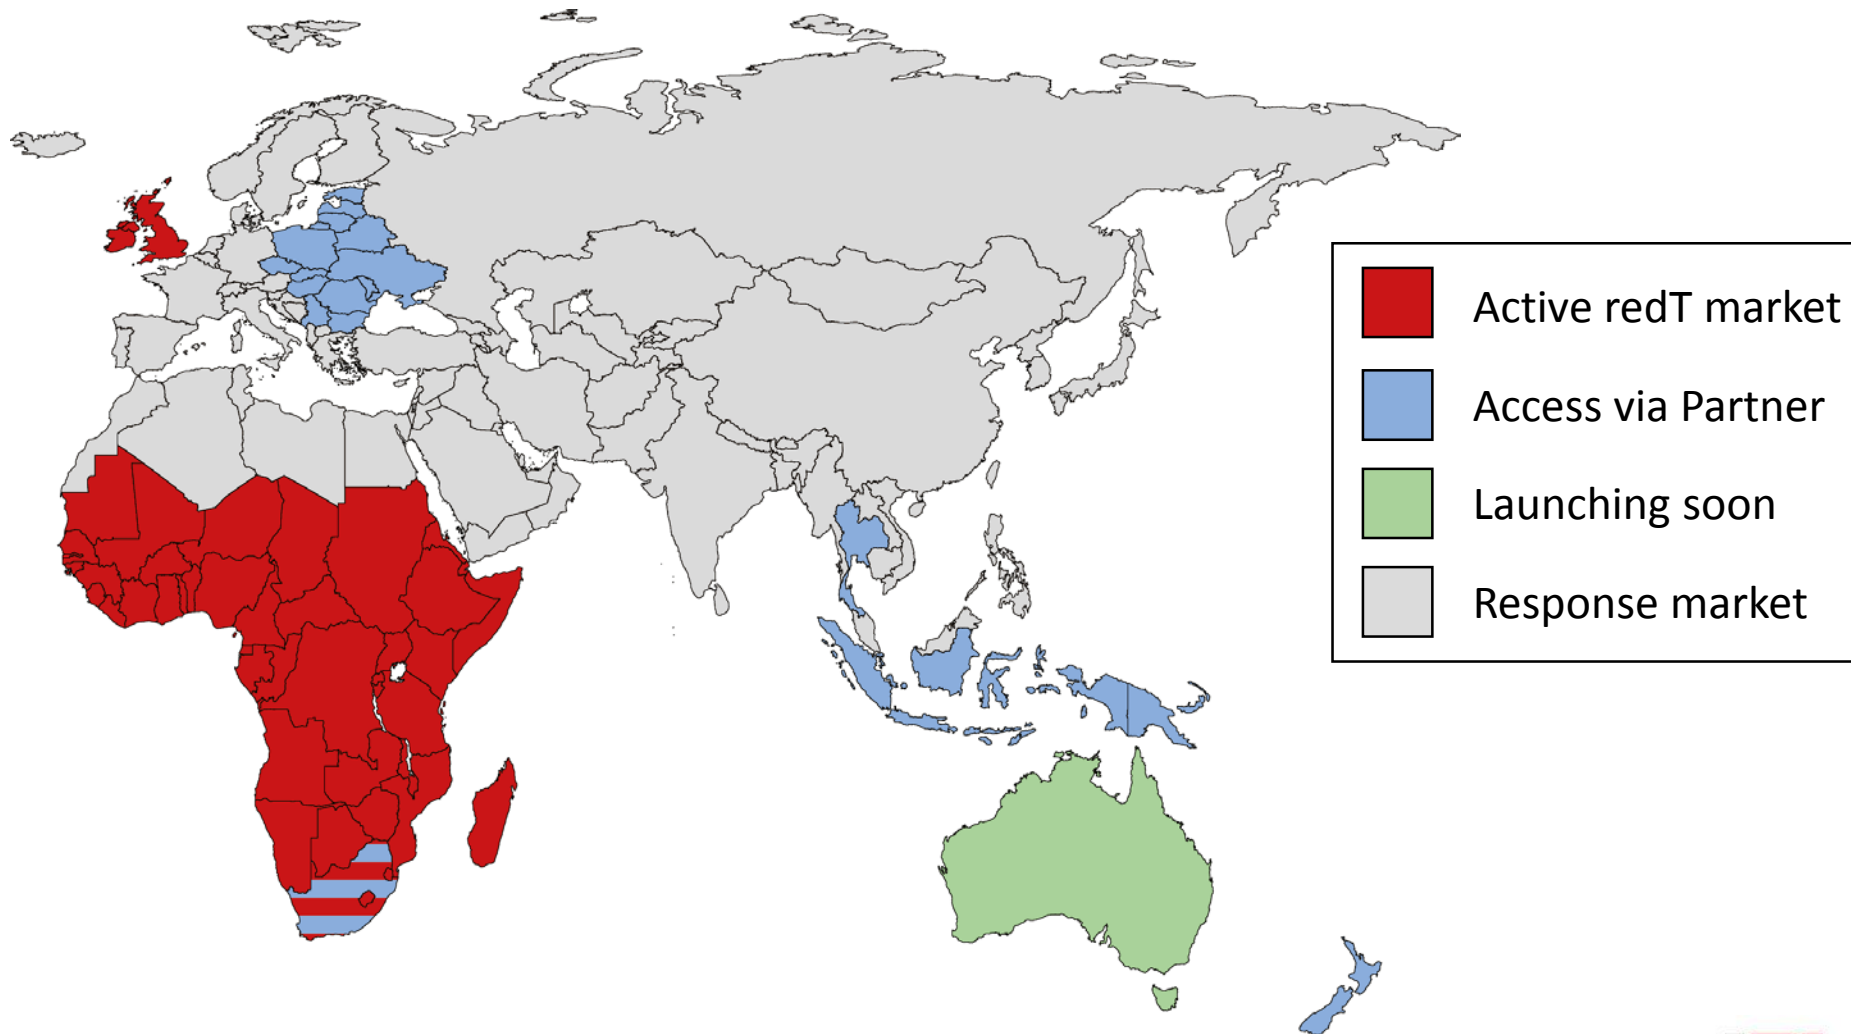 Active redT market
Access via Partner
Launching soon
Response market